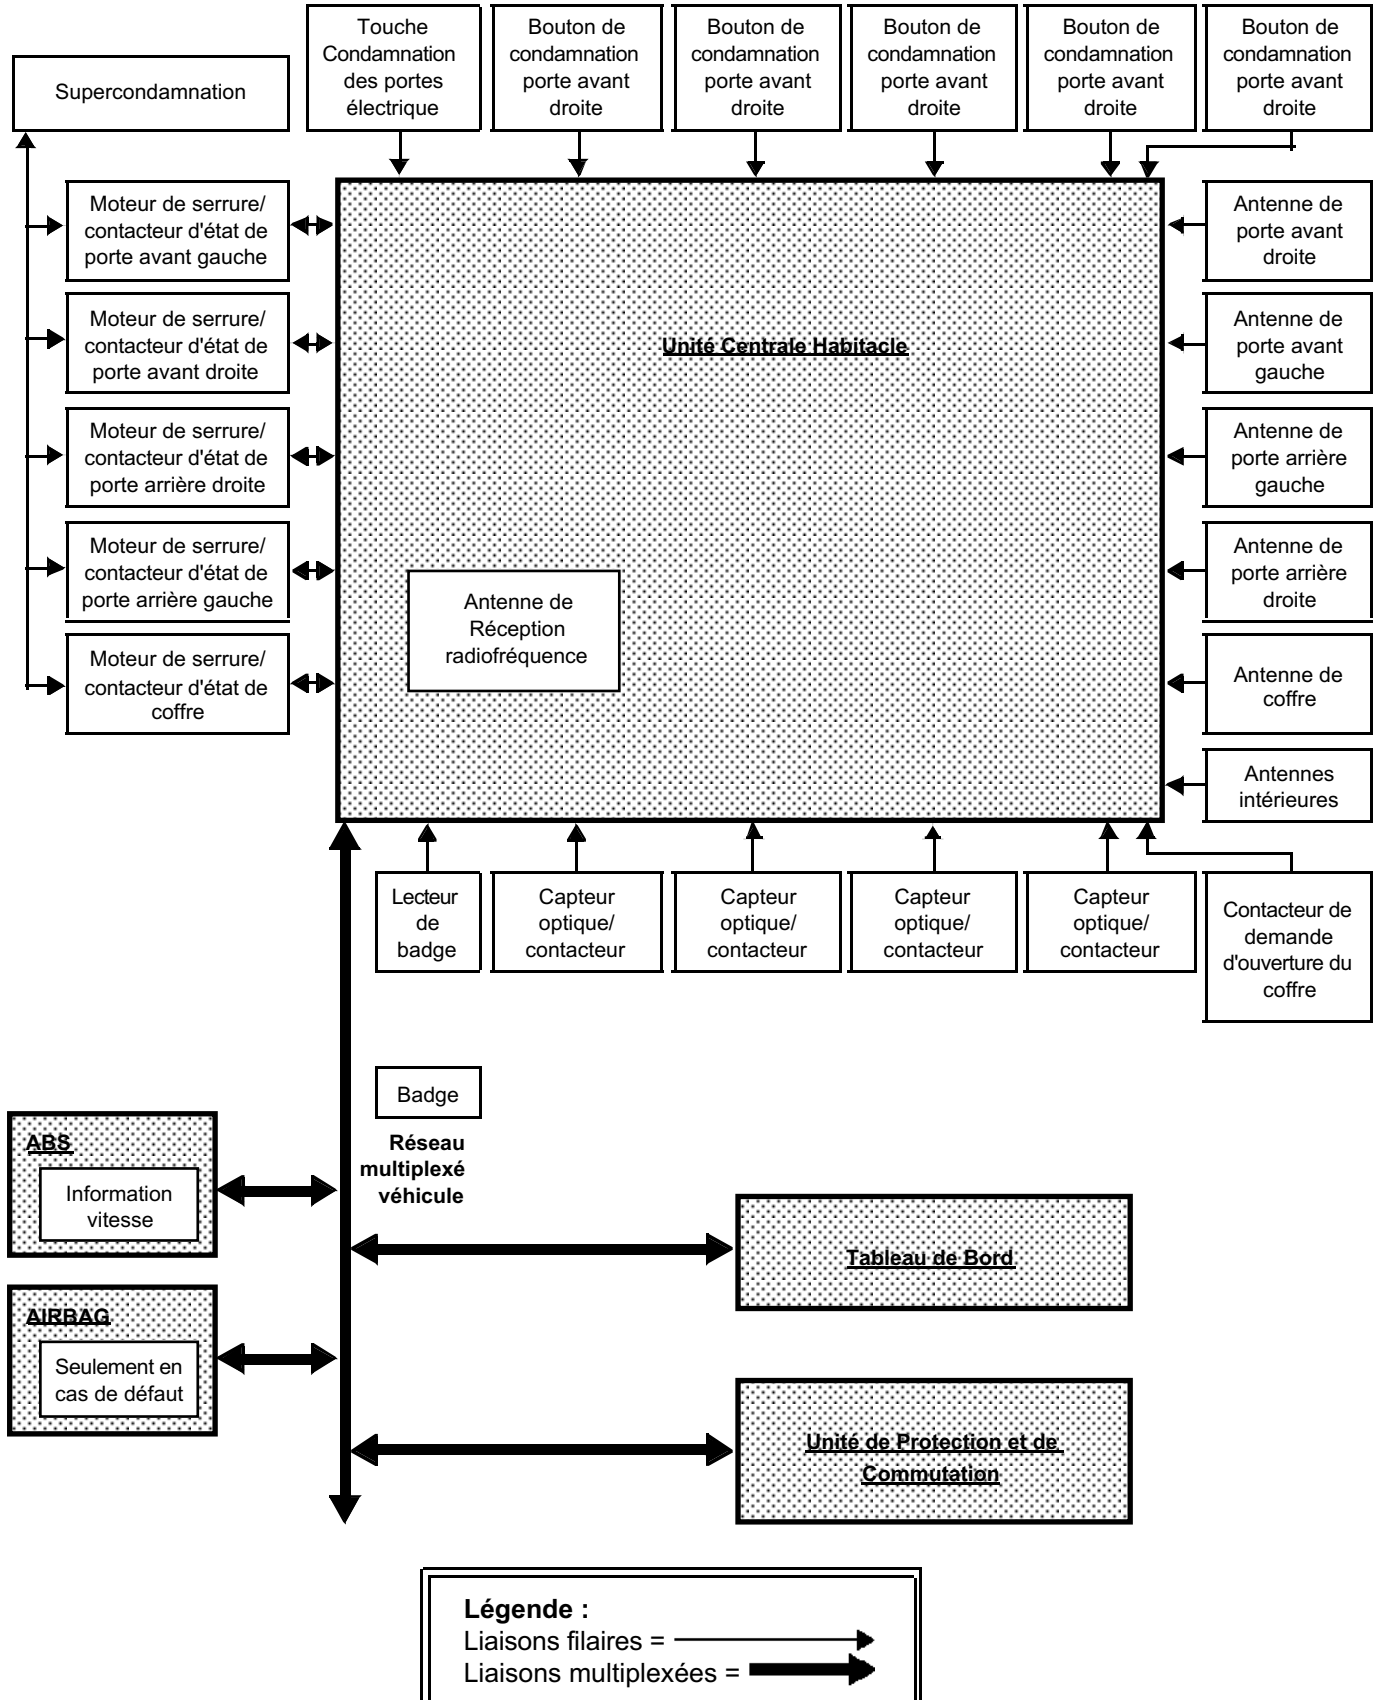 Touche
Condamnation
des portes
électrique
Bouton de
condamnation
porte avant
droite
Bouton de
condamnation
porte avant
droite
Bouton de
condamnation
porte avant
droite
Bouton de
condamnation
porte avant
droite
Bouton de
condamnation
porte avant
droite
Supercondamnation
Moteur de serrure/
contacteur d'état de
porte avant gauche
Moteur de serrure/
contacteur d'état de
porte avant droite
Moteur de serrure/
contacteur d'état de
porte arrière droite
Moteur de serrure/
contacteur d'état de
porte arrière gauche
Moteur de serrure/
contacteur d'état de
coffre
Unité Centrale Habitacle
Antenne de
Réception
radiofréquence
Antenne de
porte avant
droite
Antenne de
porte avant
gauche
Antenne de
porte arrière
gauche
Antenne de
porte arrière
droite
Antenne de
coffre
Antennes
intérieures
Lecteur
de
badge
Capteur
optique/
contacteur
Capteur
optique/
contacteur
Capteur
optique/
contacteur
Capteur
optique/
contacteur
Contacteur de
demande
d'ouverture du
coffre
Badge
Réseau
multiplexé
véhicule
ABS
Information
vitesse
Tableau de Bord
AIRBAG
Seulement en
cas de défaut
Unité de Protection et de
Commutation
Légende :
Liaisons filaires =
Liaisons multiplexées =